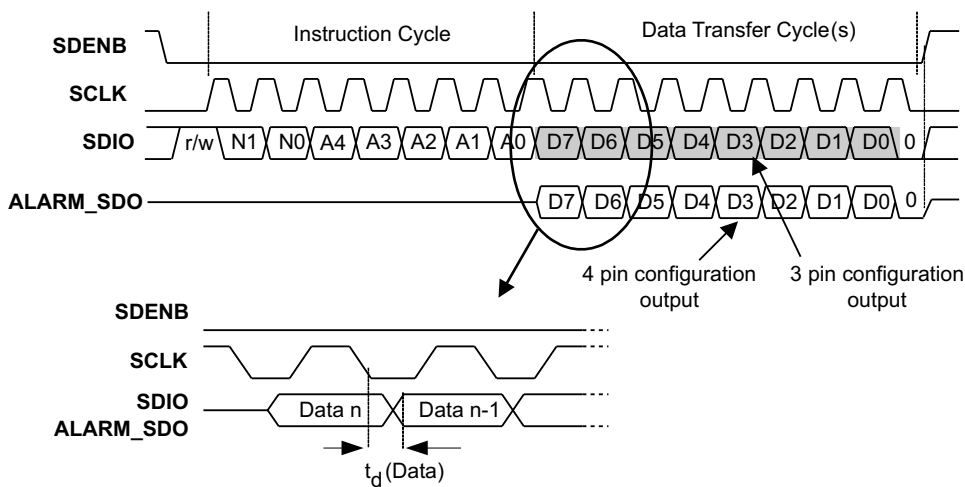 Instruction Cycle Data Transfer Cycle(s)
SDENB
SCLK
SDIO r/w N1 N0 A4 A3 A2 A1 A0 D7 D6 D5 D4 D3 D2 D1 D0 0
ALARM_SDO D7 D6 D5 D4 D3 D2 D1 D0 0
4 pin configuration output
3 pin configuration output
SDENB
SCLK
SDIO
ALARM_SDO
Data n Data n-1
td(Data)